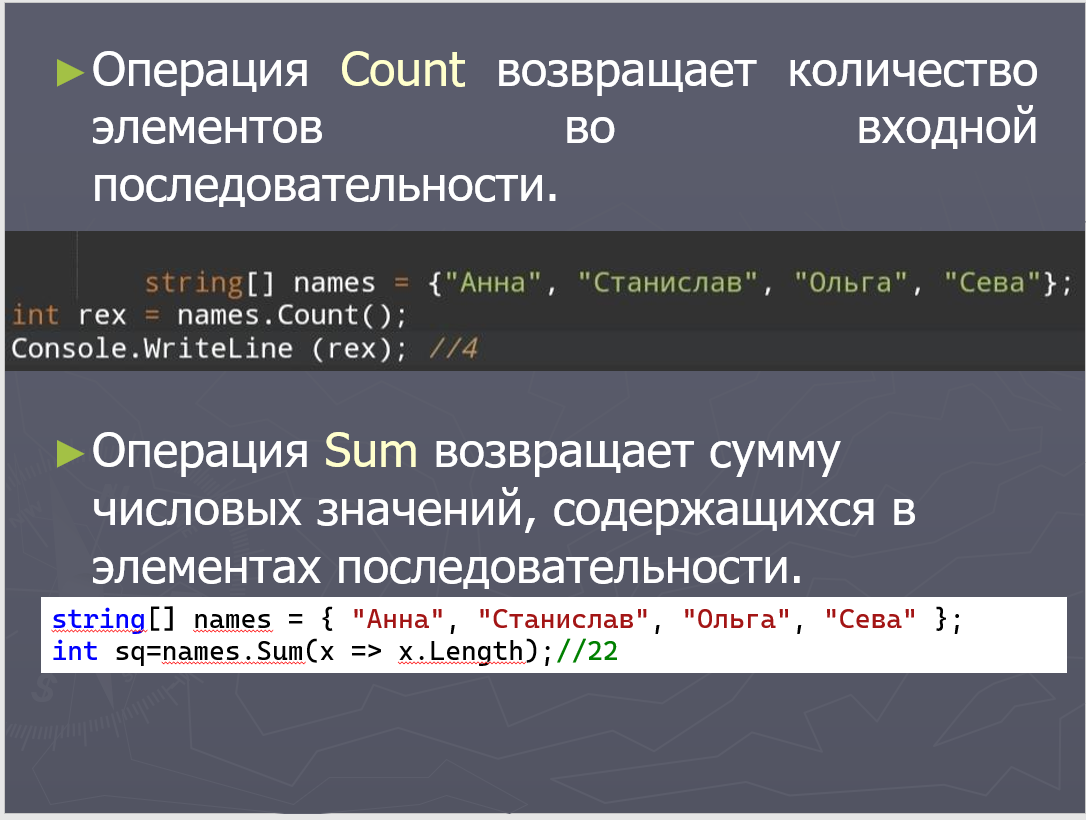 Операция Count возвращает количество
элементов во входной
последовательности.
string[] names = {"Анна", "Станислав", "Ольга", "Сева"};
int rex = names.Count();
Console.WriteLine (rex); //4
Операция Sum возвращает сумму
числовых значений, содержащихся в
элементах последовательности.
string[] names = { "Анна", "Станислав", "Ольга", "Сева" };
int sq=names.Sum(x => x.Length);//22